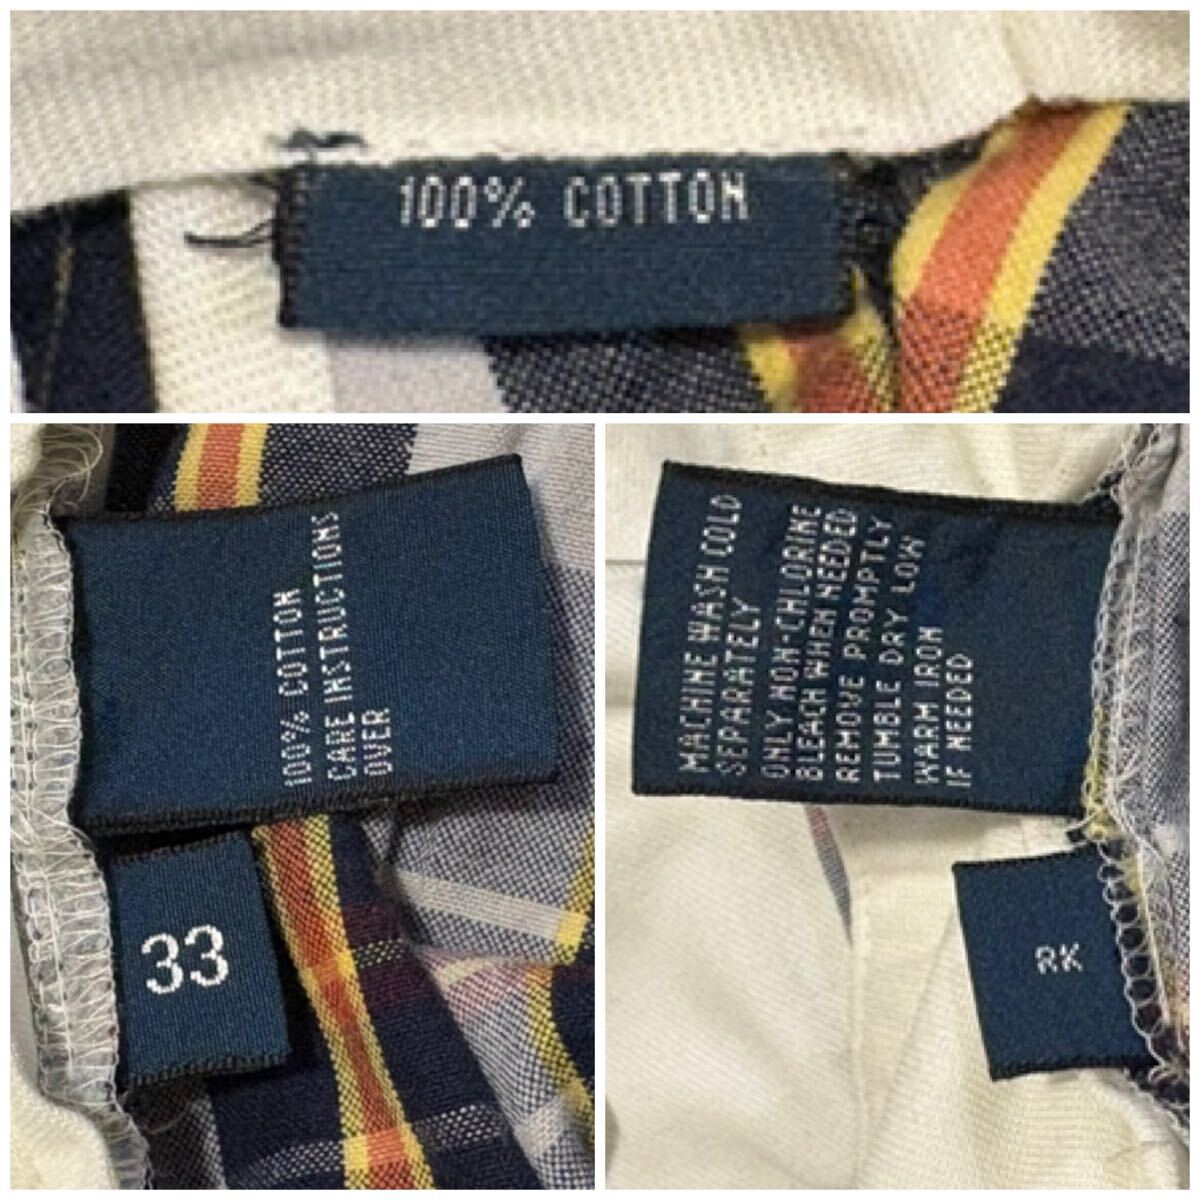 100% COTTON
100% COTTON
CARE INSTRUCTIONS
OVER
33
MACHINE WASH COLD
SEPARATELY
ONLY NON-CHLORINE
BLEACH WHEN NEEDED
REMOVE PROMPTLY
TUMBLE DRY LOW
WARM IRON
IF NEEDED
RK